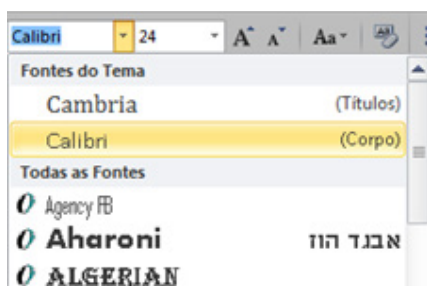 Calibri 24 A A Aa
Fontes do Tema
Cambria (Títulos)
Calibri (Corpo)
Todas as Fontes
O Agency FB
O Aharoni אבגד הוז
O ALGERIAN